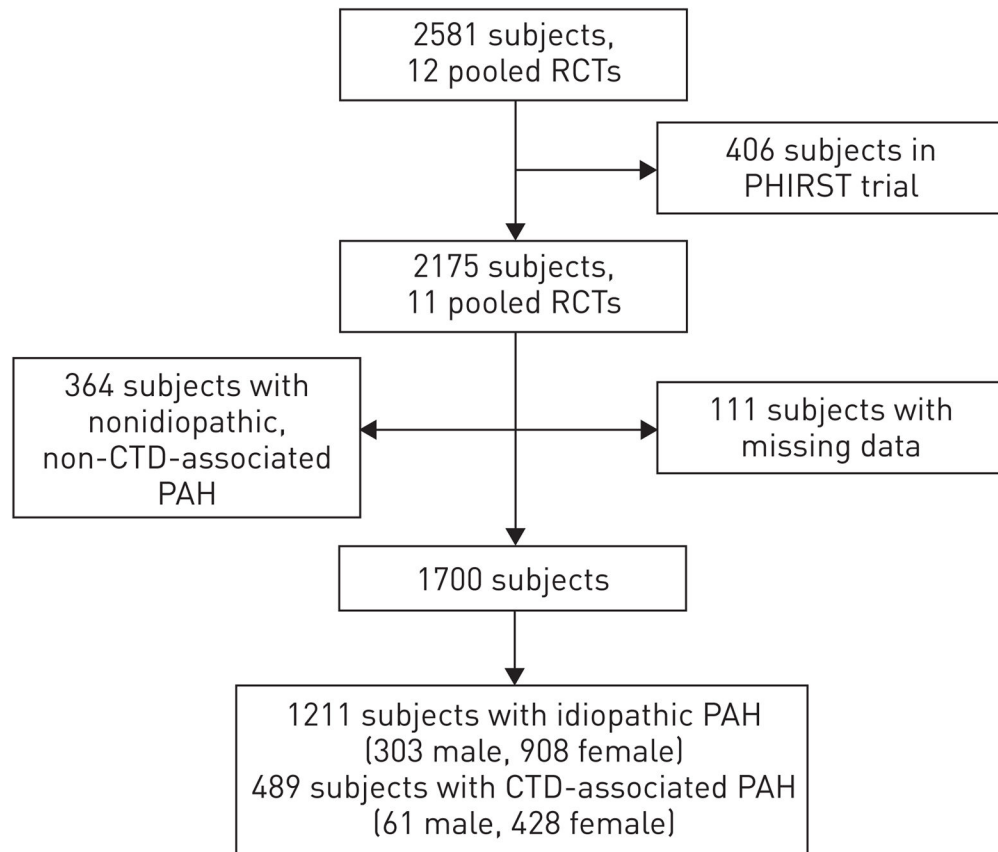 2581 subjects,
12 pooled RCTs
406 subjects in
PHIRST trial
2175 subjects,
11 pooled RCTs
364 subjects with
nonidiopathic,
non-CTD-associated
PAH
111 subjects with
missing data
1700 subjects
1211 subjects with idiopathic PAH
(303 male, 908 female)
489 subjects with CTD-associated PAH
(61 male, 428 female)